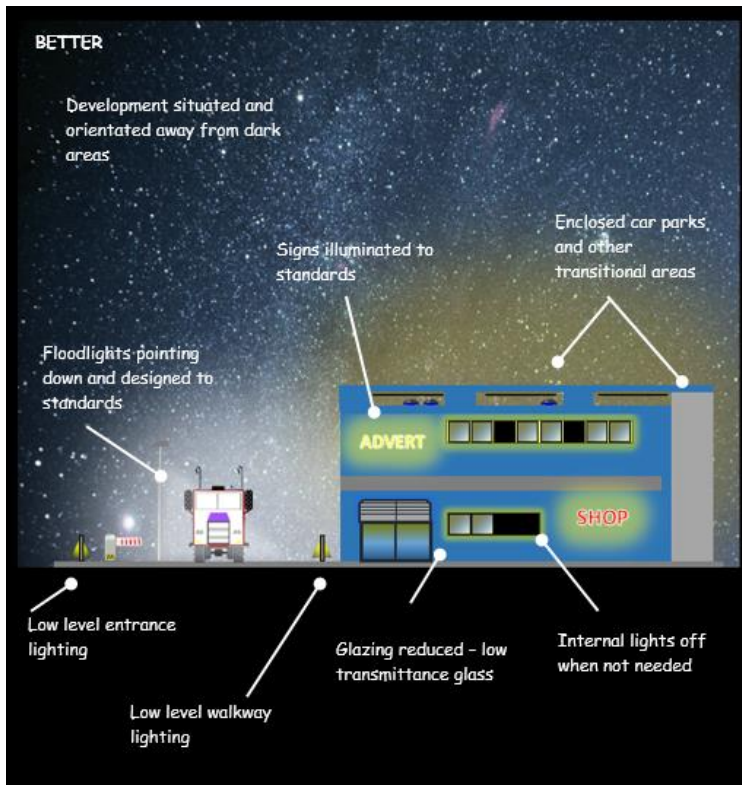 BETTER
Development situated and
orientated away from dark
areas
Enclosed car parks
and other
transitional areas
Signs illuminated to
standards
Floodlights pointing
down and designed to
standards
ADVERT
SHOP
Low level entrance
lighting
Glazing reduced – low
transmittance glass
Internal lights off
when not needed
Low level walkway
lighting